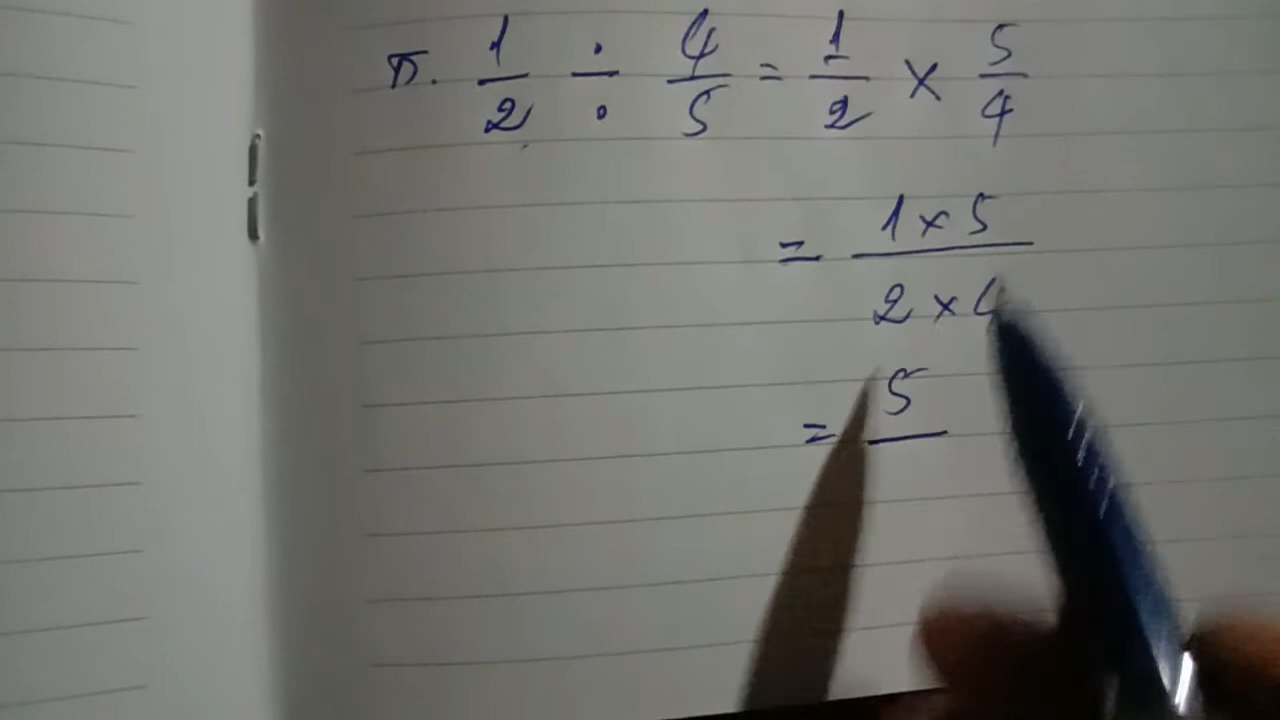 п. 1/2 ÷ 4/5 = 1/2 × 5/4
= 1 × 5 / 2 × 4
= 5/